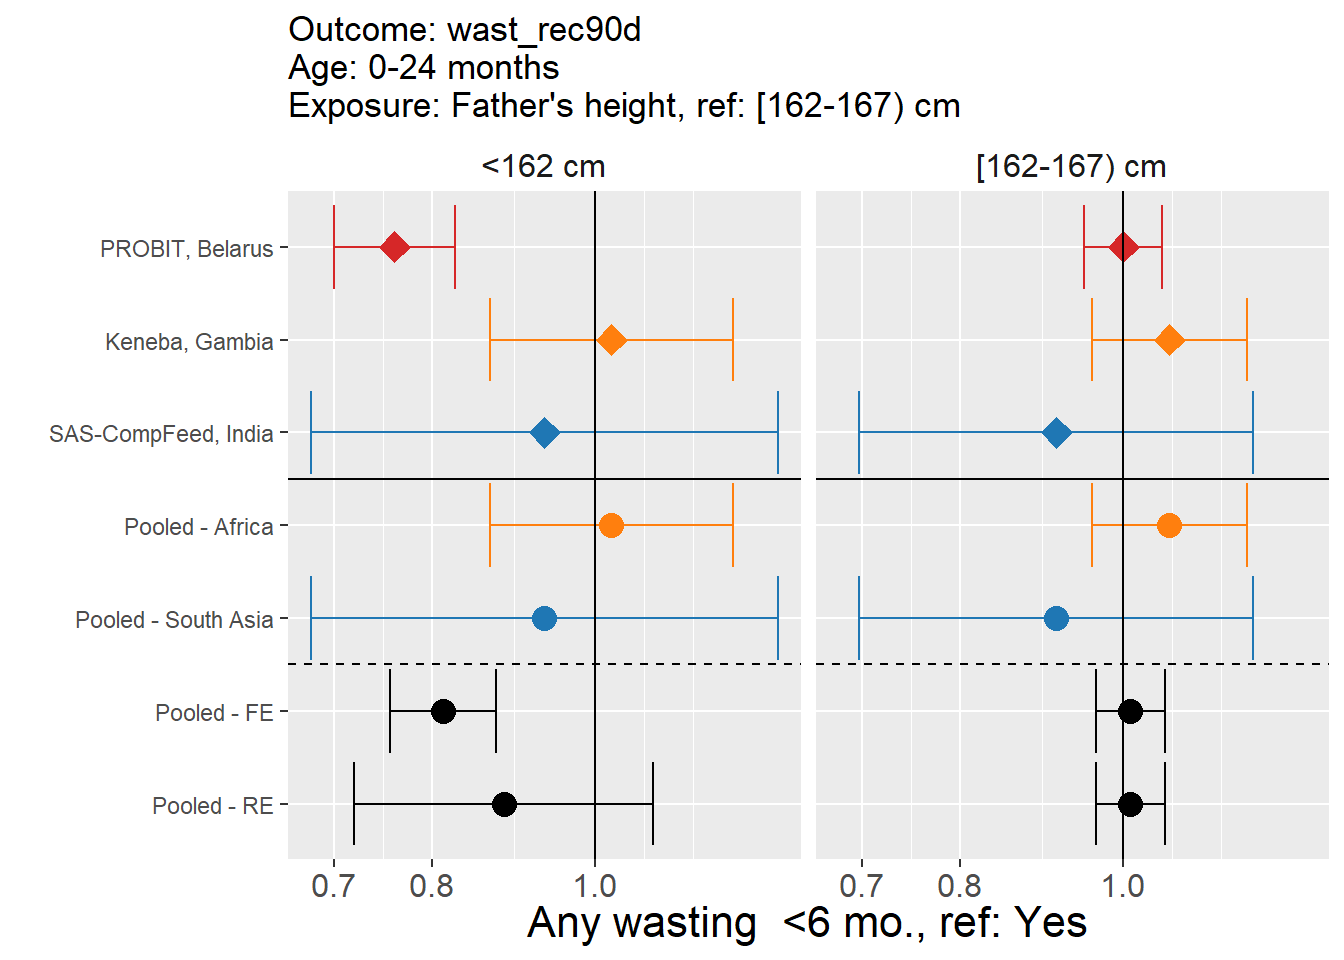 Outcome: wast_rec90d
Age: 0-24 months
Exposure: Father's height, ref: [162-167) cm
<162 cm
[162-167) cm
PROBIT, Belarus
Keneba, Gambia
SAS-CompFeed, India
Pooled - Africa
Pooled - South Asia
Pooled - FE
Pooled - RE
0.7 0.8 1.0
0.7 0.8 1.0
Any wasting  <6 mo., ref: Yes